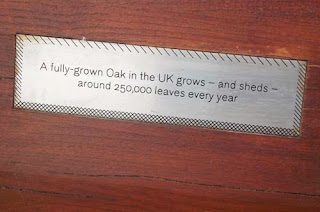 A fully-grown Oak in the UK grows – and sheds –
around 250,000 leaves every year